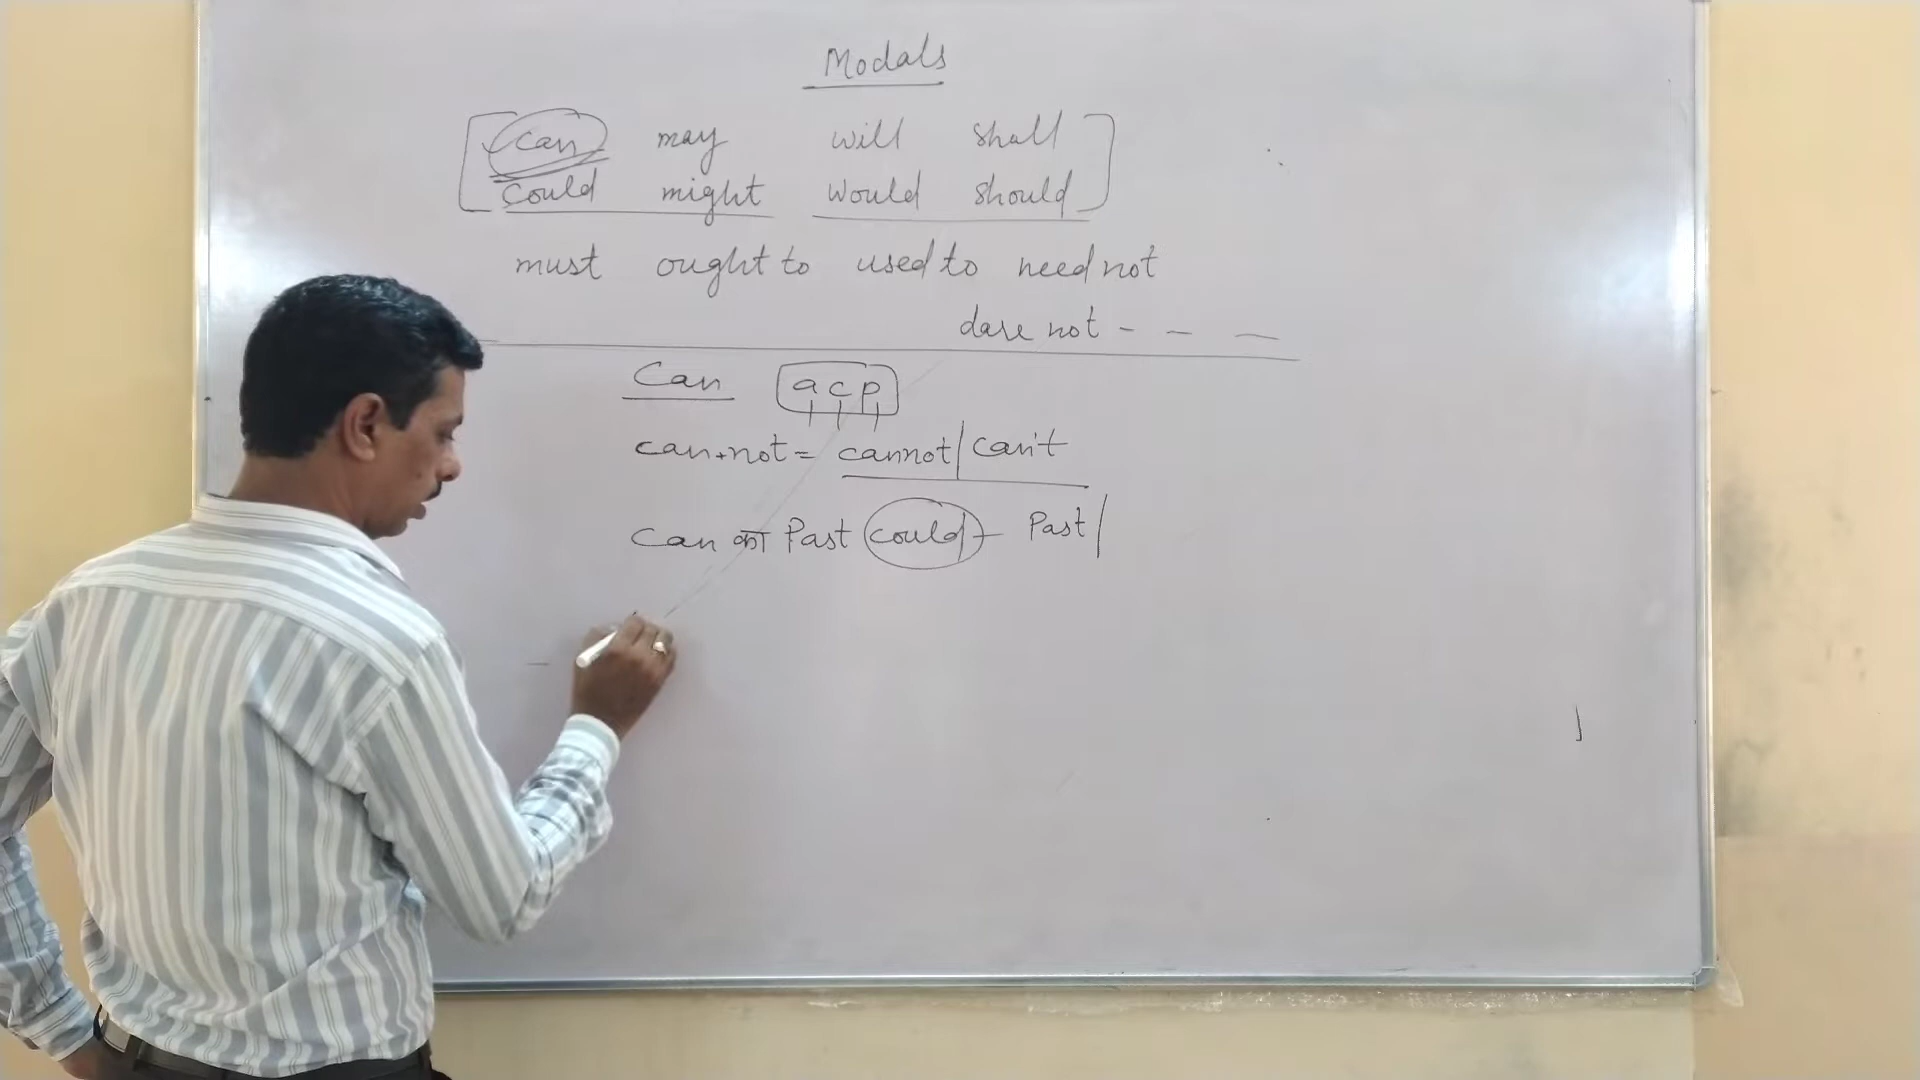 Modals
can may will shall
could might would should
must ought to used to need not
dare not - - -
Can acp
can+not = cannot/can't
can का Past could - Past/